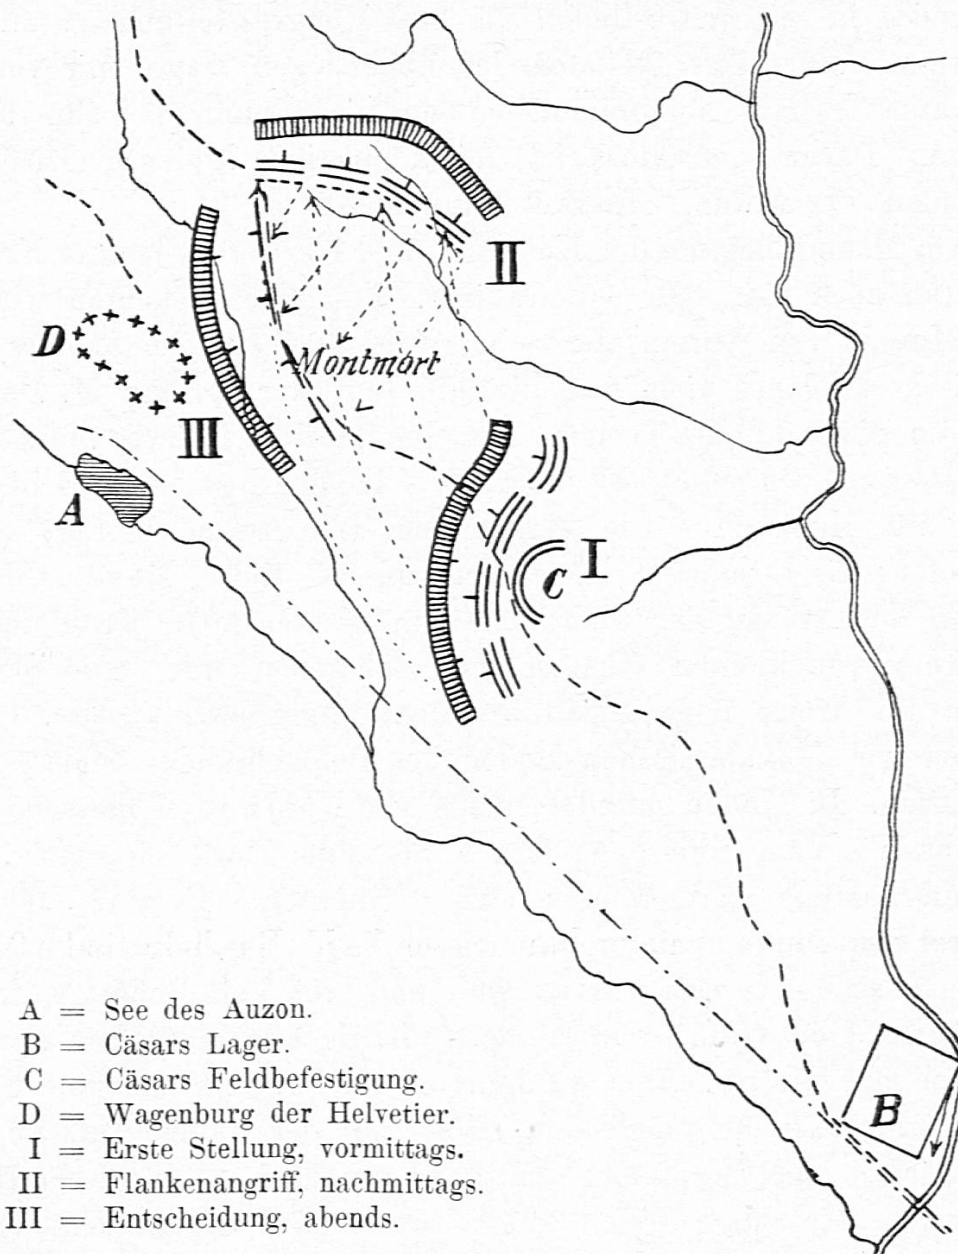 II
D
Montmort
III
A
I
C
B
A = See des Auzon.
B = Cäsars Lager.
C = Cäsars Feldbefestigung.
D = Wagenburg der Helvetier.
I = Erste Stellung, vormittags.
II = Flankenangriff, nachmittags.
III = Entscheidung, abends.